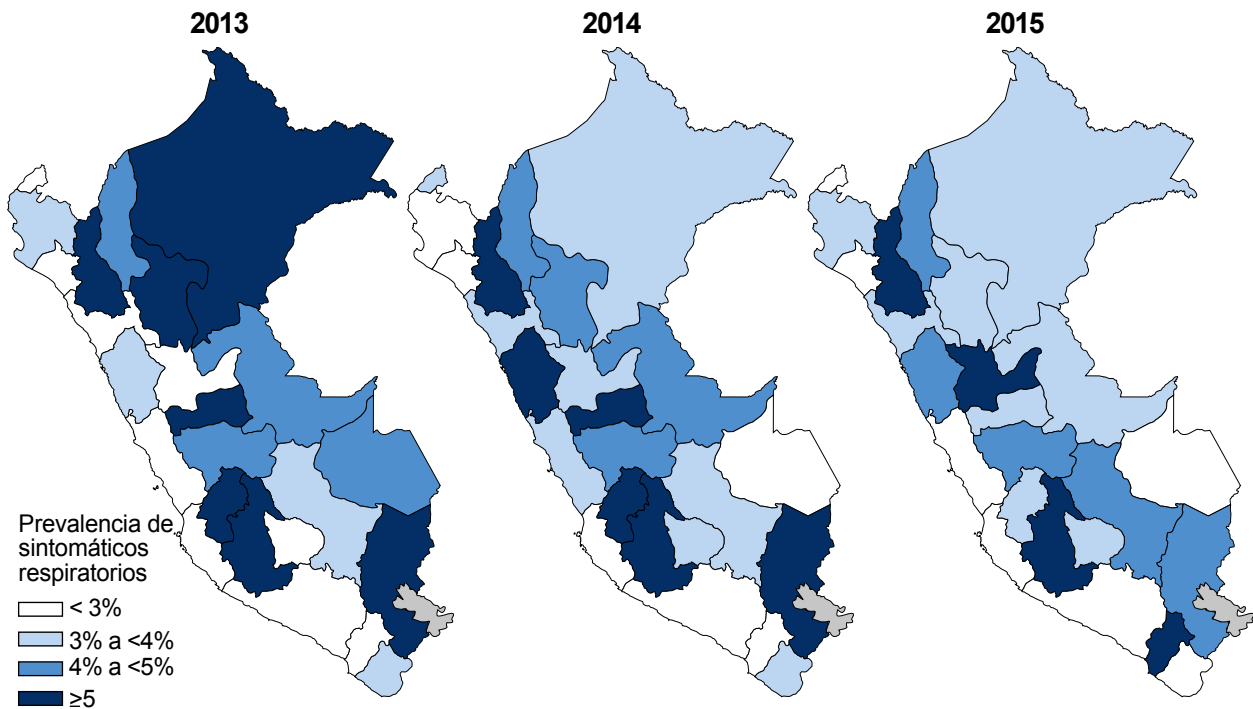 2013
2014
2015
Prevalencia de
sintomáticos
respiratorios
< 3%
3% a <4%
4% a <5%
≥5